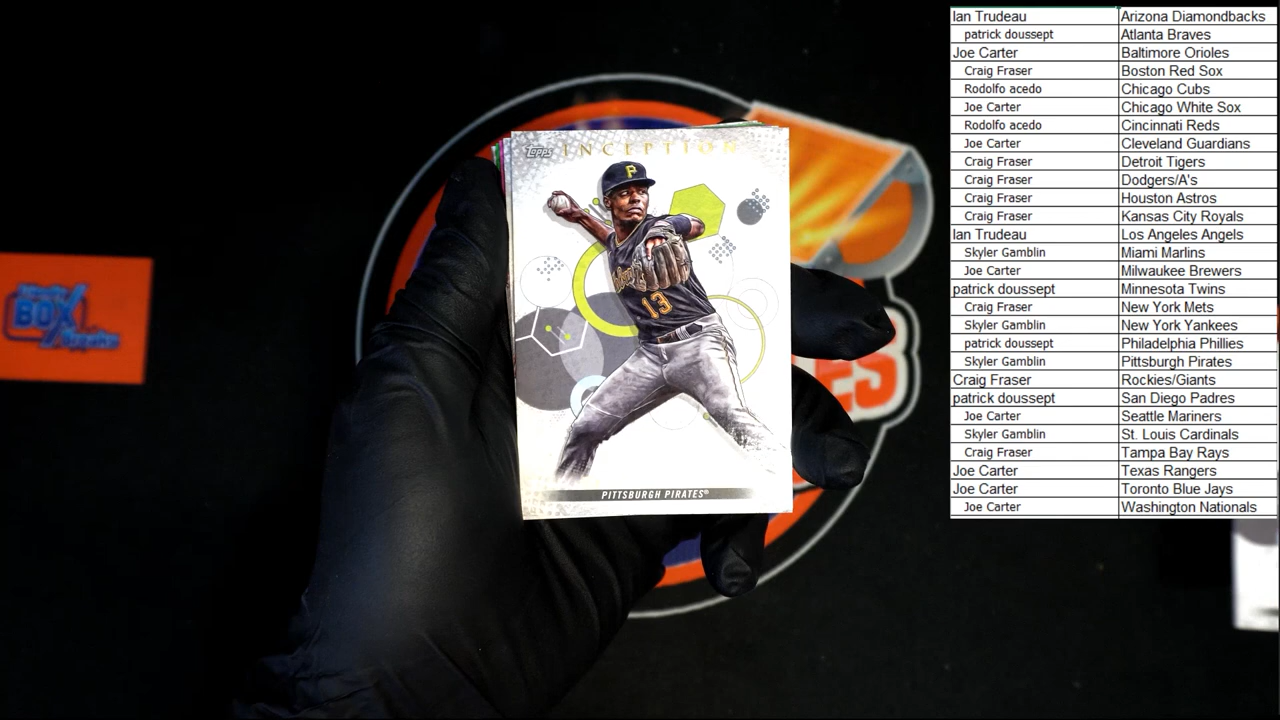 Topps INCEPTION
P
13
PITTSBURGH PIRATES®
BOX
Breaks
ES
Ian Trudeau Arizona Diamondbacks
patrick doussept Atlanta Braves
Joe Carter Baltimore Orioles
Craig Fraser Boston Red Sox
Rodolfo acedo Chicago Cubs
Joe Carter Chicago White Sox
Rodolfo acedo Cincinnati Reds
Joe Carter Cleveland Guardians
Craig Fraser Detroit Tigers
Craig Fraser Dodgers/A's
Craig Fraser Houston Astros
Craig Fraser Kansas City Royals
Ian Trudeau Los Angeles Angels
Skyler Gamblin Miami Marlins
Joe Carter Milwaukee Brewers
patrick doussept Minnesota Twins
Craig Fraser New York Mets
Skyler Gamblin New York Yankees
patrick doussept Philadelphia Phillies
Skyler Gamblin Pittsburgh Pirates
Craig Fraser Rockies/Giants
patrick doussept San Diego Padres
Joe Carter Seattle Mariners
Skyler Gamblin St. Louis Cardinals
Craig Fraser Tampa Bay Rays
Joe Carter Texas Rangers
Joe Carter Toronto Blue Jays
Joe Carter Washington Nationals